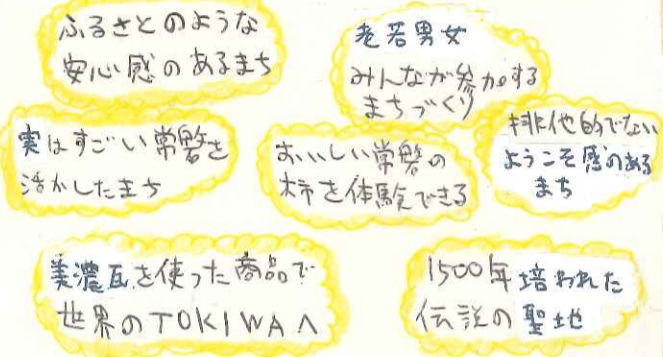 ふるさとのような
安心感のあるまち
老若男女
みんなが参加する
まちづくり
実はすごい常磐を
活かしたまち
おいしい常磐の
柿を体験できる
排他的でない
ようこそ感のある
まち
美濃瓦を使った商品で
世界のTOKIWAへ
1500年培われた
伝説の聖地